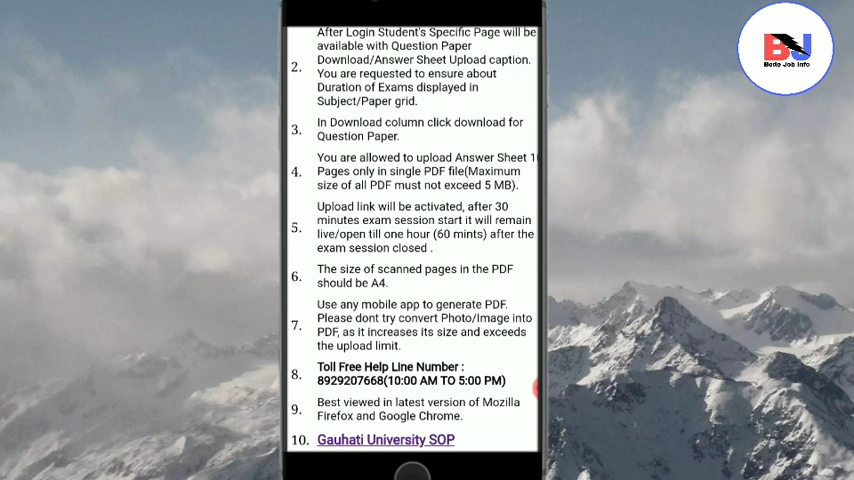 BJ
Bodo Job Info
After Login Student's Specific Page will be
available with Question Paper
2. Download/Answer Sheet Upload caption.
You are requested to ensure about
Duration of Exams displayed in
Subject/Paper grid.
3. In Download column click download for
Question Paper.
You are allowed to upload Answer Sheet
4. Pages only in single PDF file(Maximum
size of all PDF must not exceed 5 MB).
Upload link will be activated, after 30
5. minutes exam session start it will remain
live/open till one hour (60 mints) after the
exam session closed .
6. The size of scanned pages in the PDF
should be A4.
Use any mobile app to generate PDF.
7. Please dont try convert Photo/Image into
PDF, as it increases its size and exceeds
the upload limit.
8. Toll Free Help Line Number :
8929207668(10:00 AM TO 5:00 PM)
9. Best viewed in latest version of Mozilla
Firefox and Google Chrome.
10. Gauhati University SOP